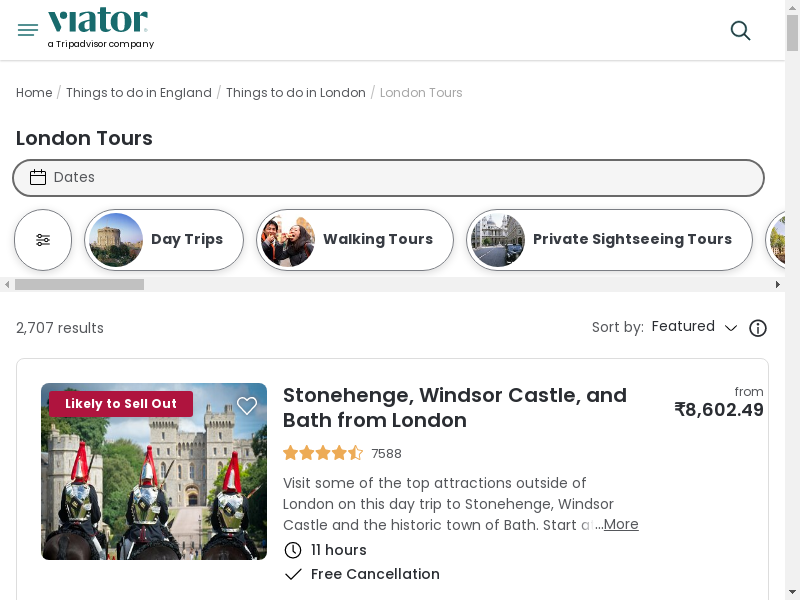 viator
a Tripadvisor company
Home / Things to do in England / Things to do in London / London Tours
London Tours
Dates
Day Trips
Walking Tours
Private Sightseeing Tours
2,707 results
Sort by: Featured
Likely to Sell Out
Stonehenge, Windsor Castle, and
Bath from London
from
₹8,602.49
7588
Visit some of the top attractions outside of
London on this day trip to Stonehenge, Windsor
Castle and the historic town of Bath. Start ...More
11 hours
Free Cancellation